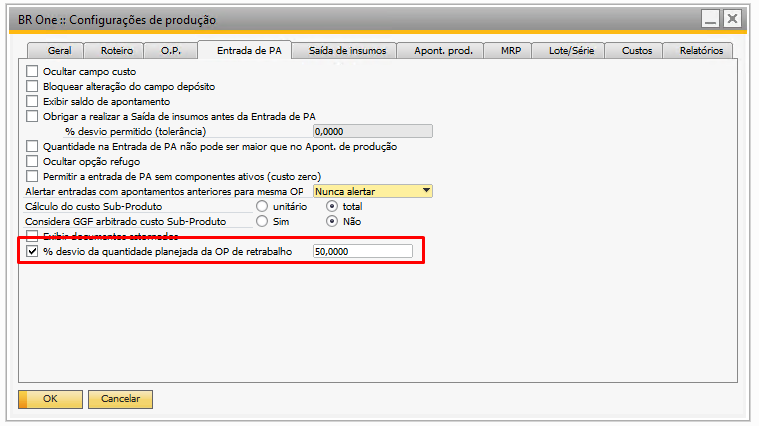 BR One :: Configurações de produção
Geral Roteiro O.P. Entrada de PA Saída de insumos Apont. prod. MRP Lote/Série Custos Relatórios
Ocultar campo custo
Bloquear alteração do campo depósito
Exibir saldo de apontamento
Obrigar a realizar a Saída de insumos antes da Entrada de PA
% desvio permitido (tolerância) 0,0000
Quantidade na Entrada de PA não pode ser maior que no Apont. de produção
Ocultar opção refugo
Permitir a entrada de PA sem componentes ativos (custo zero)
Alertar entradas com apontamentos anteriores para mesma OP Nunca alertar
Cálculo do custo Sub-Produto unitário total
Considera GGF arbitrado custo Sub-Produto Sim Não
Exibir documentos estornados
% desvio da quantidade planejada da OP de retrabalho 50,0000
OK Cancelar